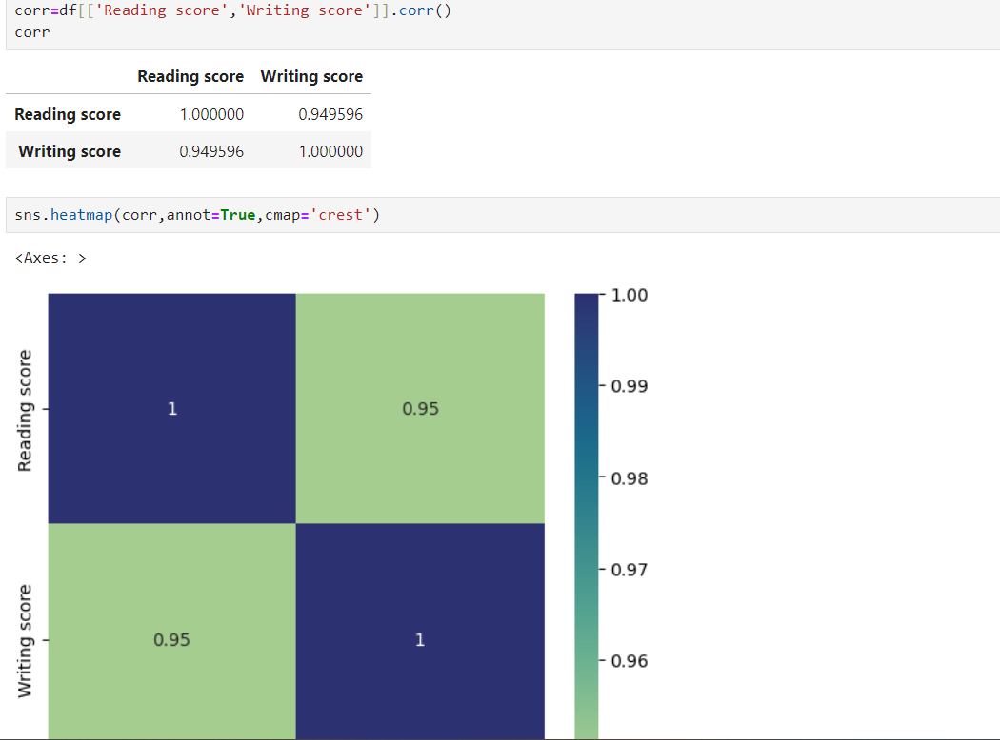 corr=df[['Reading score','Writing score']].corr()
corr
Reading score Writing score
Reading score 1.000000 0.949596
Writing score 0.949596 1.000000
sns.heatmap(corr,annot=True,cmap='crest')
<Axes: >
Reading score
Writing score
1 0.95
0.95 1
1.00
0.99
0.98
0.97
0.96